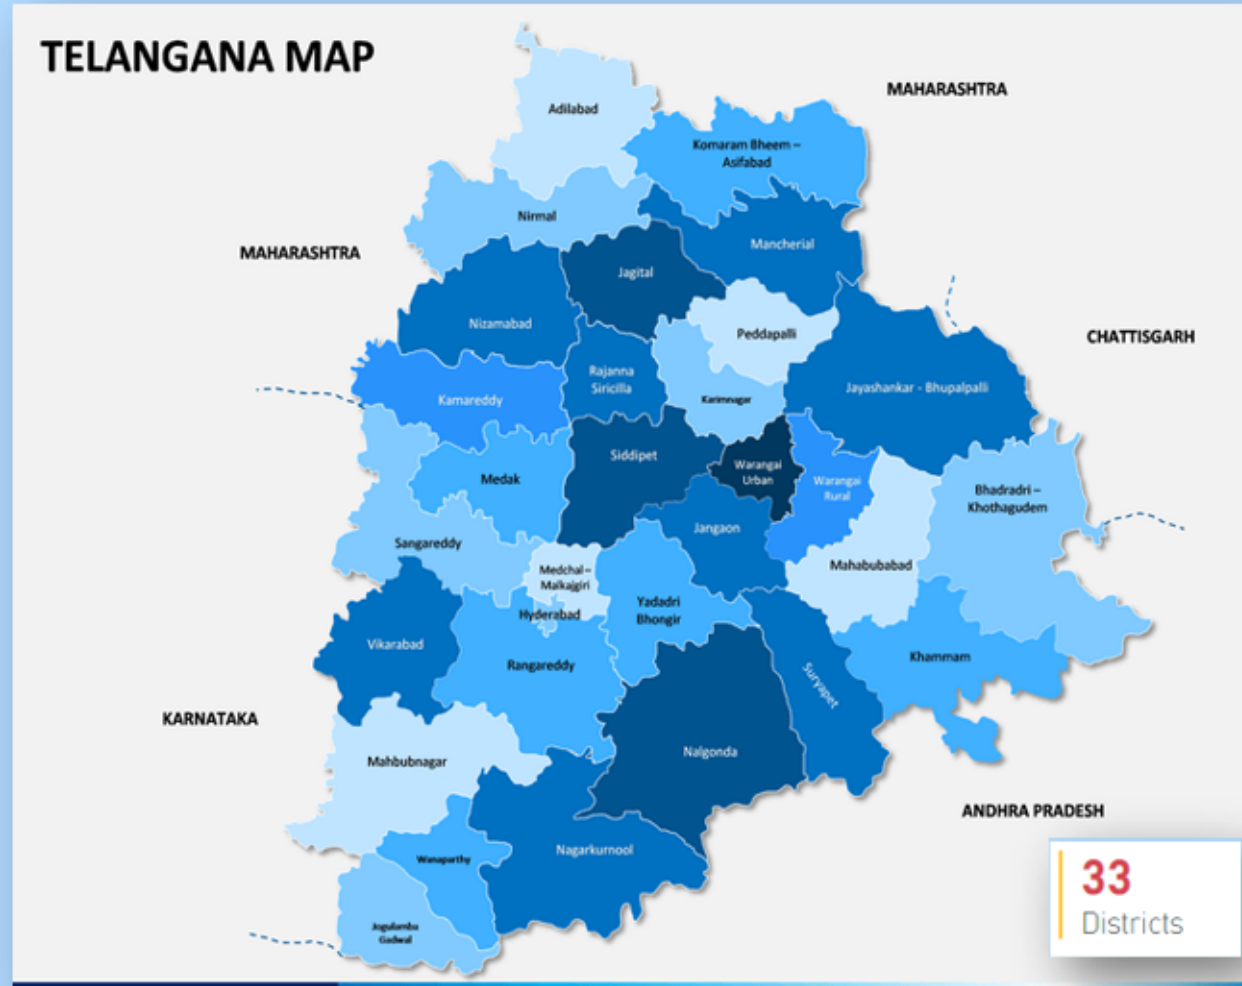 TELANGANA MAP
MAHARASHTRA
Adilabad
Komaram Bheem –
Asifabad
Nirmal
MAHARASHTRA
Mancherial
Jagital
Nizamabad
Peddapalli
CHATTISGARH
Rajanna
Siricilla
Jayashankar - Bhupalpalli
Kamareddy
Karimnagar
Siddipet
Warangai
Urban
Medak
Warangai
Rural
Bhadradri –
Khothagudem
Jangaon
Sangareddy
Mahabubabad
Medchal –
Malkajgiri
Hyderabad
Yadadri
Bhongir
Vikarabad
Rangareddy
Khammam
Suryapet
KARNATAKA
Mahbubnagar
Nalgonda
ANDHRA PRADESH
Nagarkurnool
Wanaparthy
Jogulamba
Gadwal
33
Districts